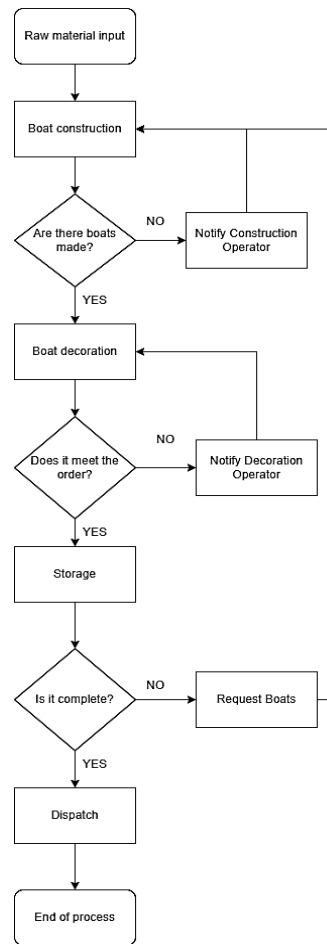 Raw material input
Boat construction
Are there boats
made?
NO
Notify Construction
Operator
YES
Boat decoration
Does it meet the
order?
NO
Notify Decoration
Operator
YES
Storage
Is it complete?
NO
Request Boats
YES
Dispatch
End of process